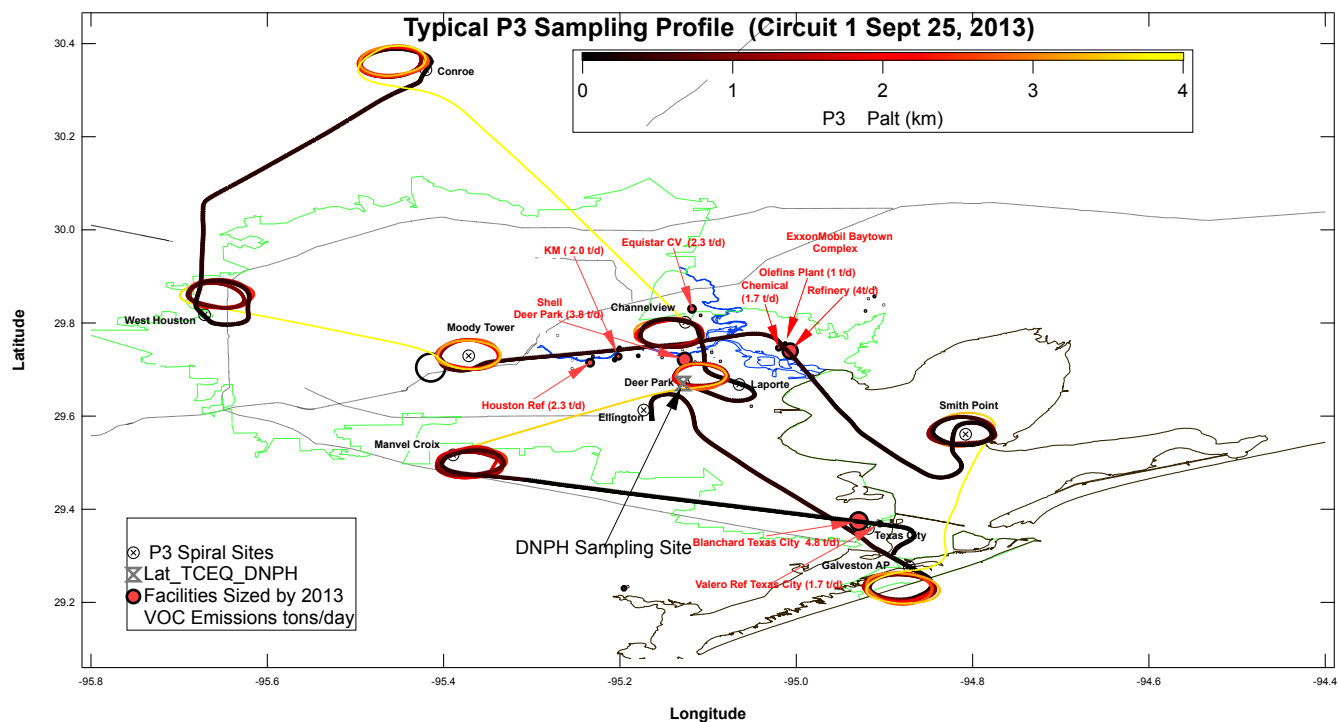 Typical P3 Sampling Profile (Circuit 1 Sept 25, 2013)
30.4
30.2
30.0
29.8
29.6
29.4
29.2
Latitude
0
1
2
3
4
P3 Palt (km)
Conroe
Equistar CV (2.3 t/d)
KM ( 2.0 t/d)
ExxonMobil Baytown
Complex
Olefins Plant (1 t/d)
Chemical
(1.7 t/d)
Refinery (4t/d)
Shell
Deer Park (3.8 t/d)
Channelview
West Houston
Moody Tower
Deer Park
Laporte
Houston Ref (2.3 t/d)
Ellington
Smith Point
Manvel Croix
DNPH Sampling Site
Blanchard Texas City 4.8 t/d)
Texas City
Galveston AP
Valero Ref Texas City (1.7 t/d)
P3 Spiral Sites
Lat_TCEQ_DNPH
Facilities Sized by 2013
VOC Emissions tons/day
-95.8
-95.6
-95.4
-95.2
-95.0
-94.8
-94.6
-94.4
Longitude